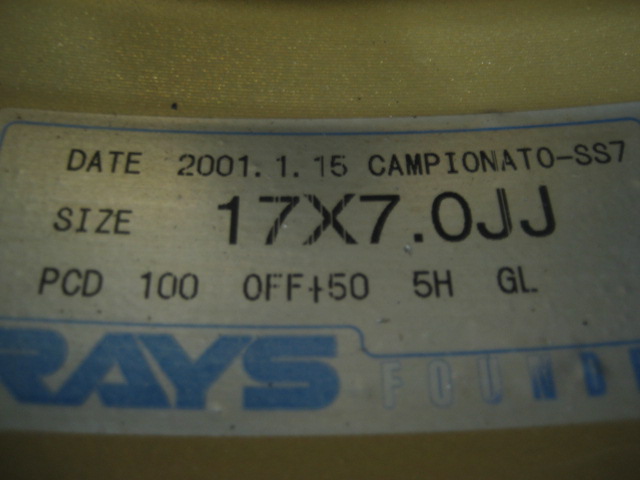 DATE 2001.1.15 CAMPIONATO-SS7
SIZE 17X7.0JJ
PCD 100 OFF+50 5H GL
RAYS